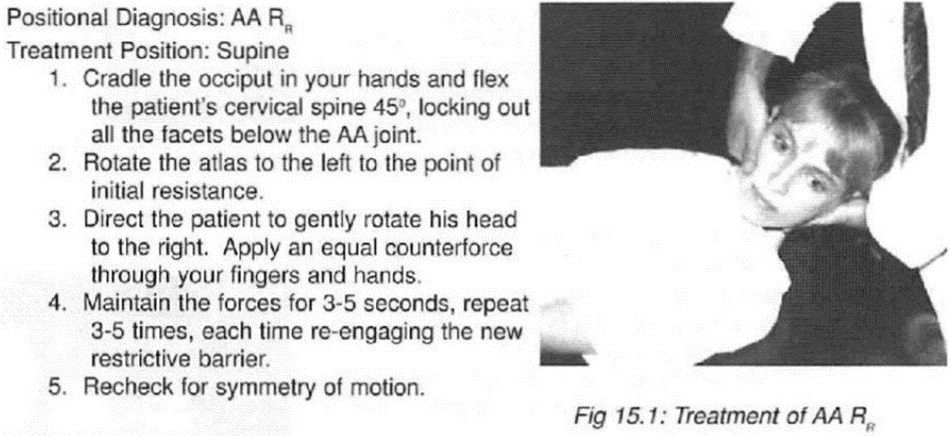 Positional Diagnosis: AA RR
Treatment Position: Supine
1. Cradle the occiput in your hands and flex
the patient's cervical spine 45º, locking out
all the facets below the AA joint.
2. Rotate the atlas to the left to the point of
initial resistance.
3. Direct the patient to gently rotate his head
to the right. Apply an equal counterforce
through your fingers and hands.
4. Maintain the forces for 3-5 seconds, repeat
3-5 times, each time re-engaging the new
restrictive barrier.
5. Recheck for symmetry of motion.
Fig 15.1: Treatment of AA RR